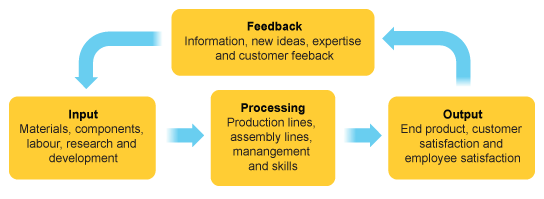 Feedback
Information, new ideas, expertise
and customer feeback
Input
Materials, components,
labour, research and
development
Processing
Production lines,
assembly lines,
manangement
and skills
Output
End product, customer
satisfaction and
employee satisfaction